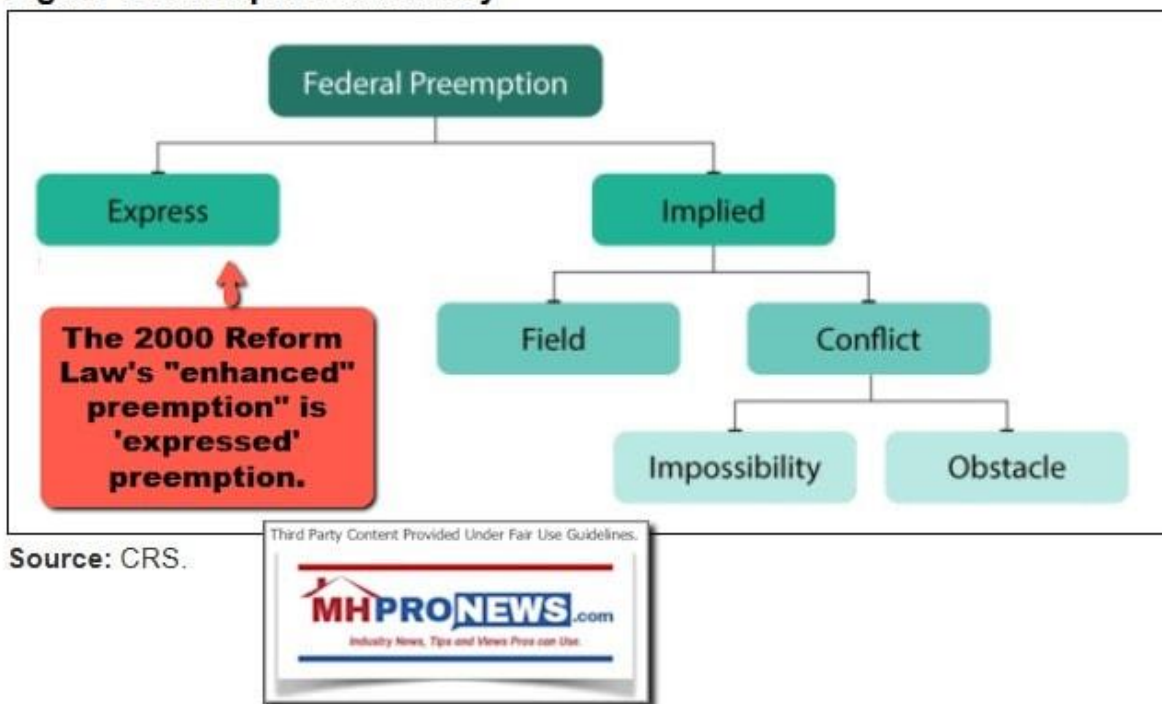 Federal Preemption
Express
Implied
The 2000 Reform
Law's "enhanced"
preemption" is
'expressed'
preemption.
Field
Conflict
Impossibility
Obstacle
Source: CRS.
Third Party Content Provided Under Fair Use Guidelines.
MHPRONEWS.com
Industry News, Tips and Views Pros can Use.